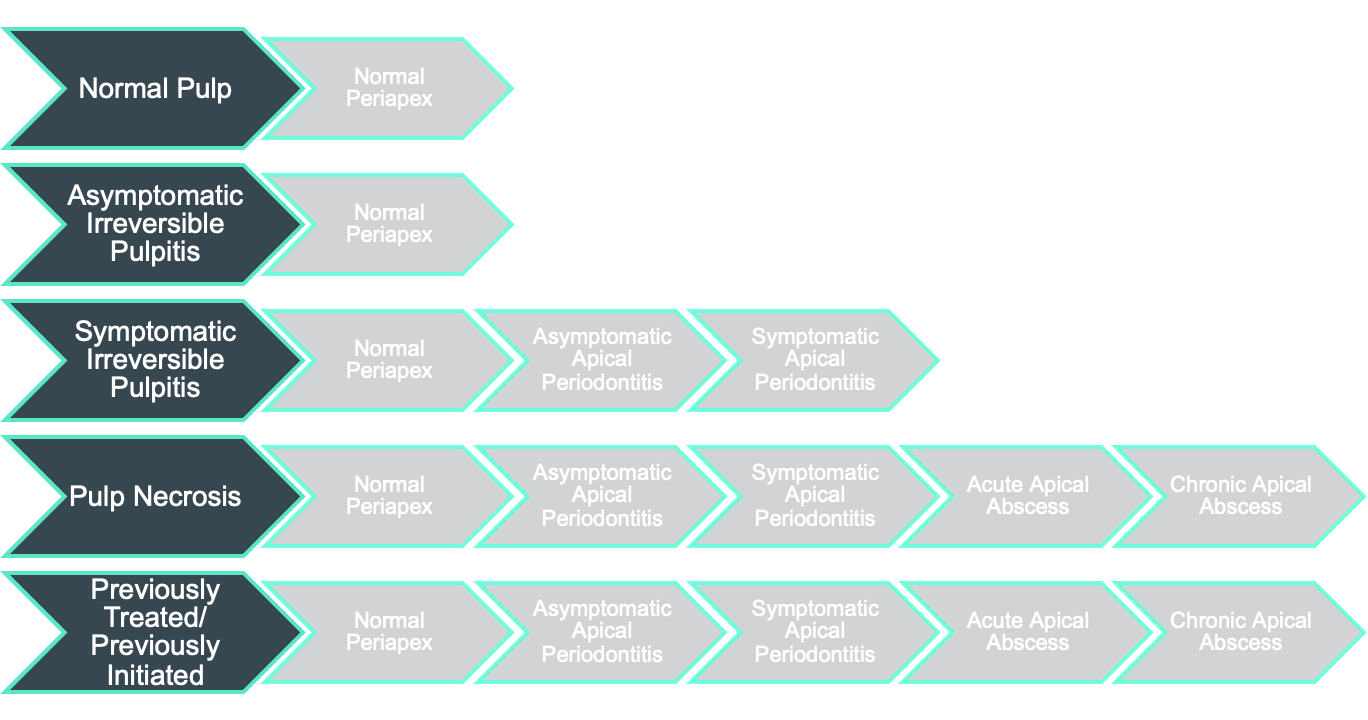 Normal Pulp
Normal
Periapex
Asymptomatic
Irreversible
Pulpitis
Normal
Periapex
Symptomatic
Irreversible
Pulpitis
Normal
Periapex
Asymptomatic
Apical
Periodontitis
Symptomatic
Apical
Periodontitis
Pulp Necrosis
Normal
Periapex
Asymptomatic
Apical
Periodontitis
Symptomatic
Apical
Periodontitis
Acute Apical
Abscess
Chronic Apical
Abscess
Previously
Treated/
Previously
Initiated
Normal
Periapex
Asymptomatic
Apical
Periodontitis
Symptomatic
Apical
Periodontitis
Acute Apical
Abscess
Chronic Apical
Abscess